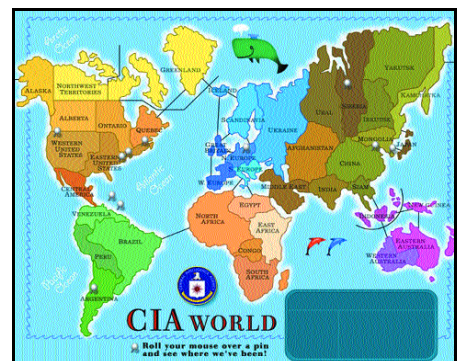 Arctic
Ocean
GREENLAND
YAKUTSK
ALASKA
NORTHWEST
TERRITORIES
ICELAND
KAMCHATKA
SCANDINAVIA
SIBERIA
URAL
ALBERTA
ONTARIO
QUEBEC
IRKUTSK
UKRAINE
GREAT
BRITAIN
N. EUROPE
MONGOLIA
JAPAN
WESTERN
UNITED
STATES
EASTERN
UNITED
STATES
AFGHANISTAN
CHINA
S. EUROPE
W. EUROPE
MIDDLE EAST
INDIA
SIAM
CENTRAL
AMERICA
Atlantic
Ocean
EGYPT
NORTH
AFRICA
EAST
AFRICA
VENEZUELA
INDONESIA
NEW GUINEA
BRAZIL
CONGO
PERU
EASTERN
AUSTRALIA
WESTERN
AUSTRALIA
SOUTH
AFRICA
Pacific
Ocean
ARGENTINA
CIA WORLD
Roll your mouse over a pin
and see where we've been!